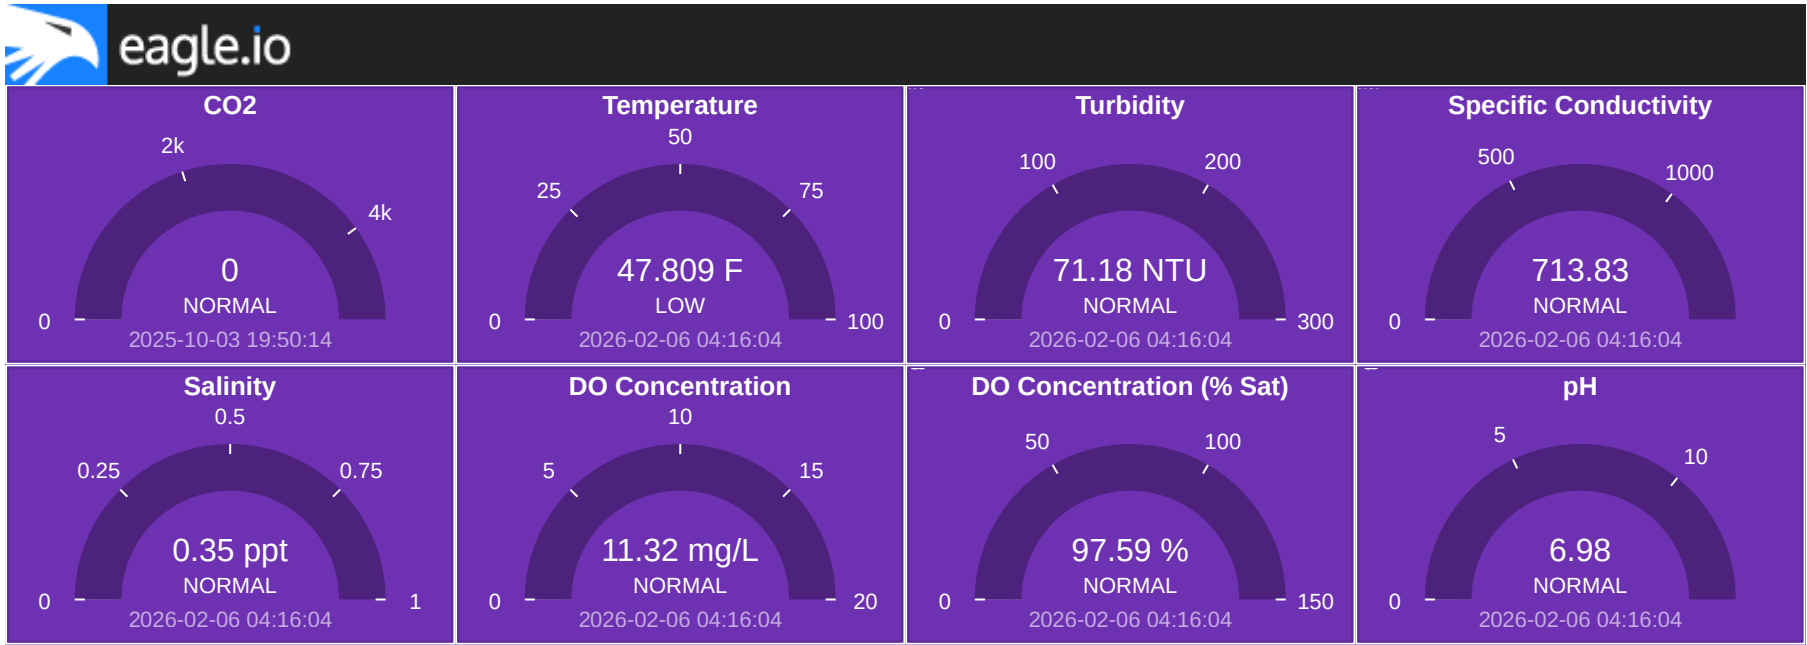 eagle.io
CO2
2k
4k
0
0
NORMAL
2025-10-03 19:50:14
Temperature
50
25
75
47.809 F
LOW
0
100
2026-02-06 04:16:04
Turbidity
100
200
71.18 NTU
NORMAL
0
300
2026-02-06 04:16:04
Specific Conductivity
500
1000
713.83
NORMAL
0
2026-02-06 04:16:04
Salinity
0.5
0.25
0.75
0.35 ppt
NORMAL
0
1
2026-02-06 04:16:04
DO Concentration
10
5
15
11.32 mg/L
NORMAL
0
20
2026-02-06 04:16:04
DO Concentration (% Sat)
50
100
97.59 %
NORMAL
0
150
2026-02-06 04:16:04
pH
5
10
6.98
NORMAL
0
2026-02-06 04:16:04